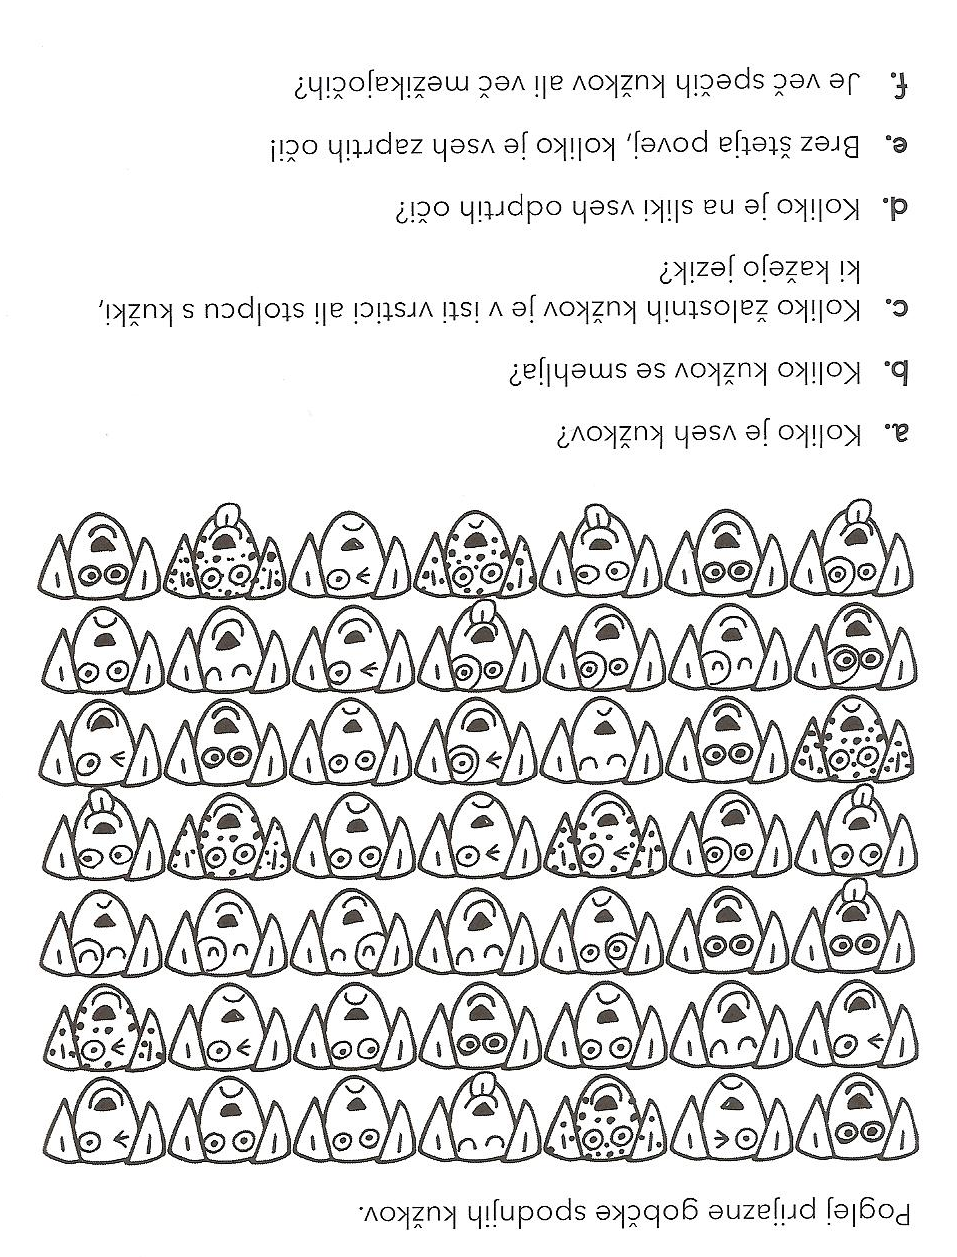 Poglej prijazne gobčke spodnjih kužkov.
a. Koliko je vseh kužkov?
b. Koliko kužkov se smehlja?
c. Koliko žalostnih kužkov je v isti vrstici ali stolpcu s kužki,
ki kažejo jezik?
d. Koliko je na sliki vseh odprtih oči?
e. Brez štetja povej, koliko je vseh zaprtih oči!
f. Je več spečih kužkov ali več mežikajočih?